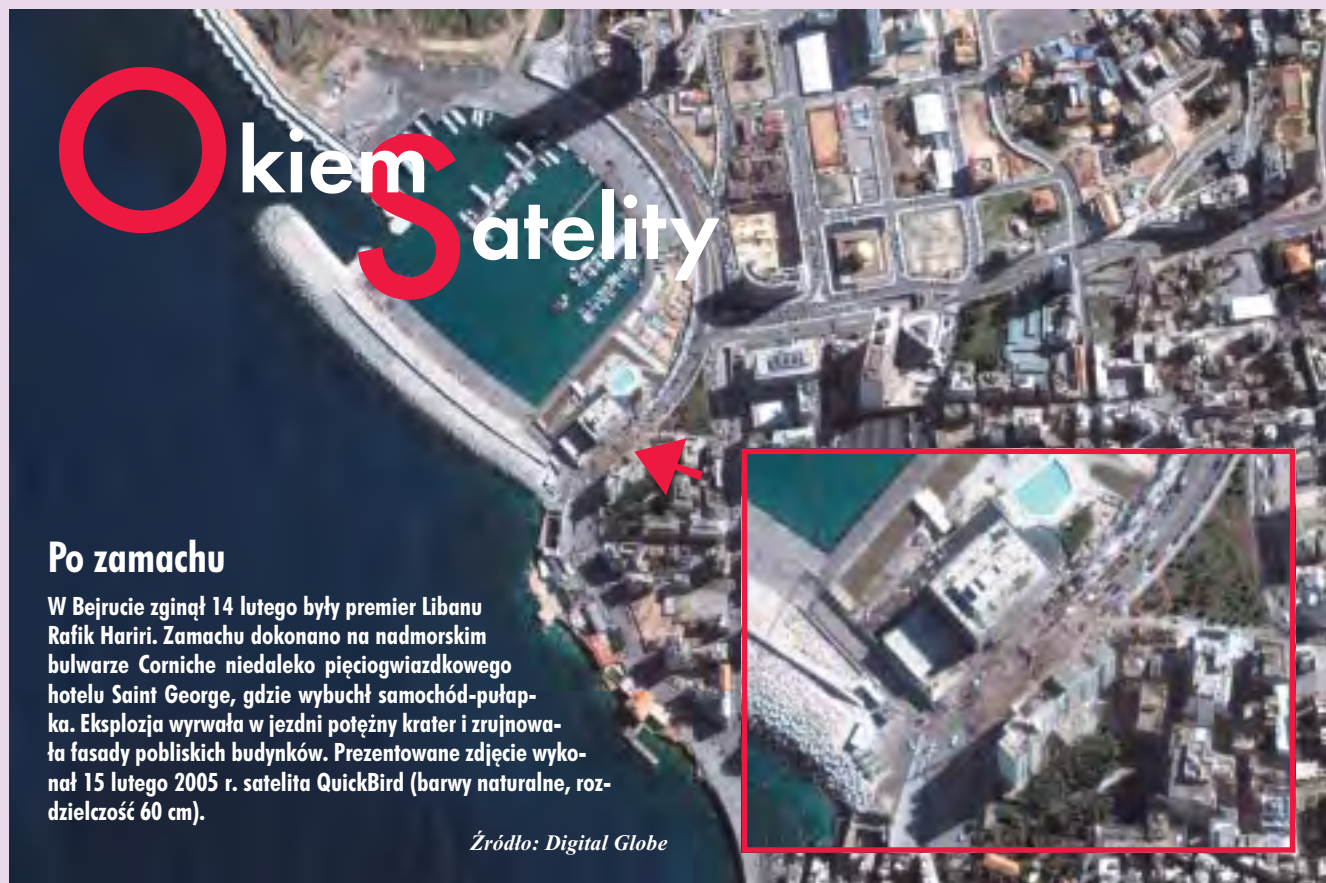 Okiem
Satelity
Po zamachu
W Bejrucie zginął 14 lutego były premier Libanu
Rafik Hariri. Zamachu dokonano na nadmorskim
bulwarze Corniche niedaleko pięciogwiazdkowego
hotelu Saint George, gdzie wybuchł samochód-pułap-
ka. Eksplozja wyrwała w jezdni potężny krater i zrujnowa-
ła fasady pobliskich budynków. Prezentowane zdjęcie wyko-
nał 15 lutego 2005 r. satelita QuickBird (barwy naturalne, roz-
dzielczość 60 cm).
Źródło: Digital Globe